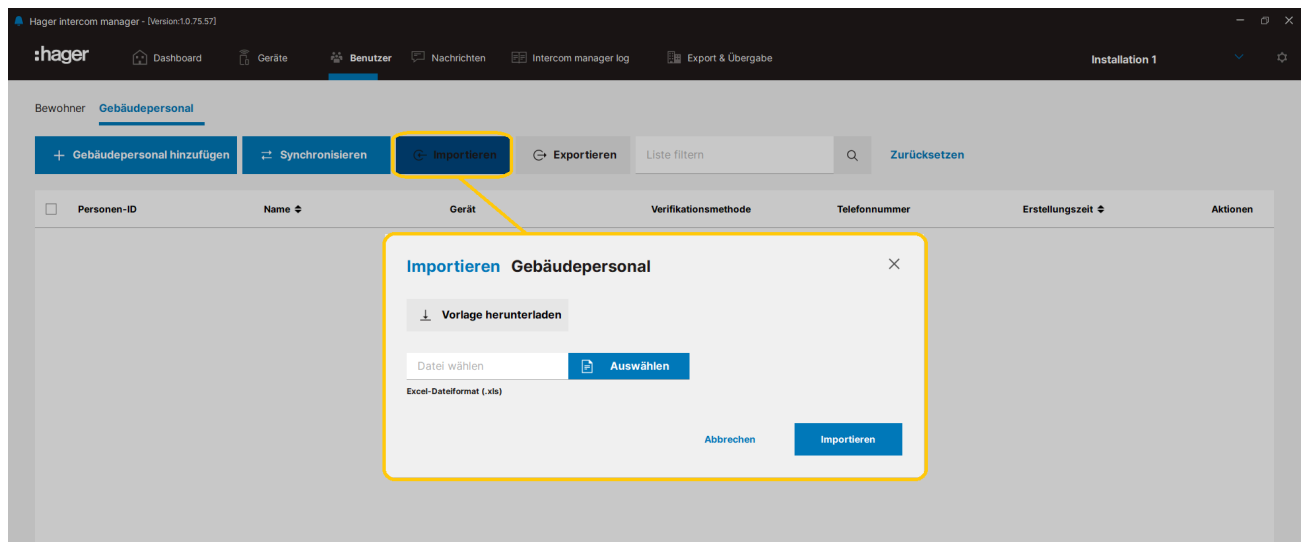 Hager intercom manager - [Version:1.0.75.57]
:hager Dashboard Geräte Benutzer Nachrichten Intercom manager log Export & Übergabe Installation 1
Bewohner Gebäudepersonal
Gebäudepersonal hinzufügen Synchronisieren Importieren Exportieren Liste filtern Zurücksetzen
Personen-ID Name Gerät Verifikationsmethode Telefonnummer Erstellungszeit Aktionen
Importieren Gebäudepersonal
Vorlage herunterladen
Datei wählen Auswählen
Excel-Dateiformat (.xls)
Abbrechen Importieren